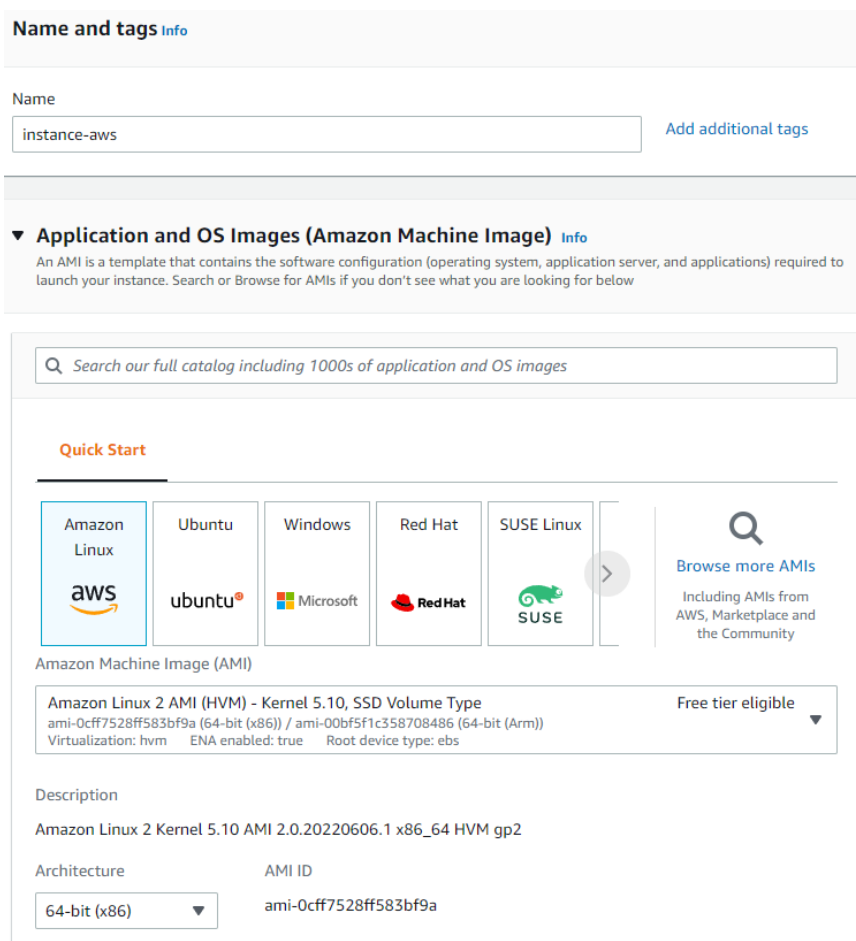 Name and tags Info
Name
instance-aws
Add additional tags
Application and OS Images (Amazon Machine Image) Info
An AMI is a template that contains the software configuration (operating system, application server, and applications) required to
launch your instance. Search or Browse for AMIs if you don't see what you are looking for below
Search our full catalog including 1000s of application and OS images
Quick Start
Amazon
Linux
aws
Ubuntu
ubuntu
Windows
Microsoft
Red Hat
Red Hat
SUSE Linux
SUSE
Browse more AMIs
Including AMIs from
AWS, Marketplace and
the Community
Amazon Machine Image (AMI)
Amazon Linux 2 AMI (HVM) - Kernel 5.10, SSD Volume Type
Free tier eligible
ami-0cff7528ff583bf9a (64-bit (x86)) / ami-00bf5f1c358708486 (64-bit (Arm))
Virtualization: hvm ENA enabled: true Root device type: ebs
Description
Amazon Linux 2 Kernel 5.10 AMI 2.0.20220606.1 x86_64 HVM gp2
Architecture
AMI ID
64-bit (x86)
ami-0cff7528ff583bf9a